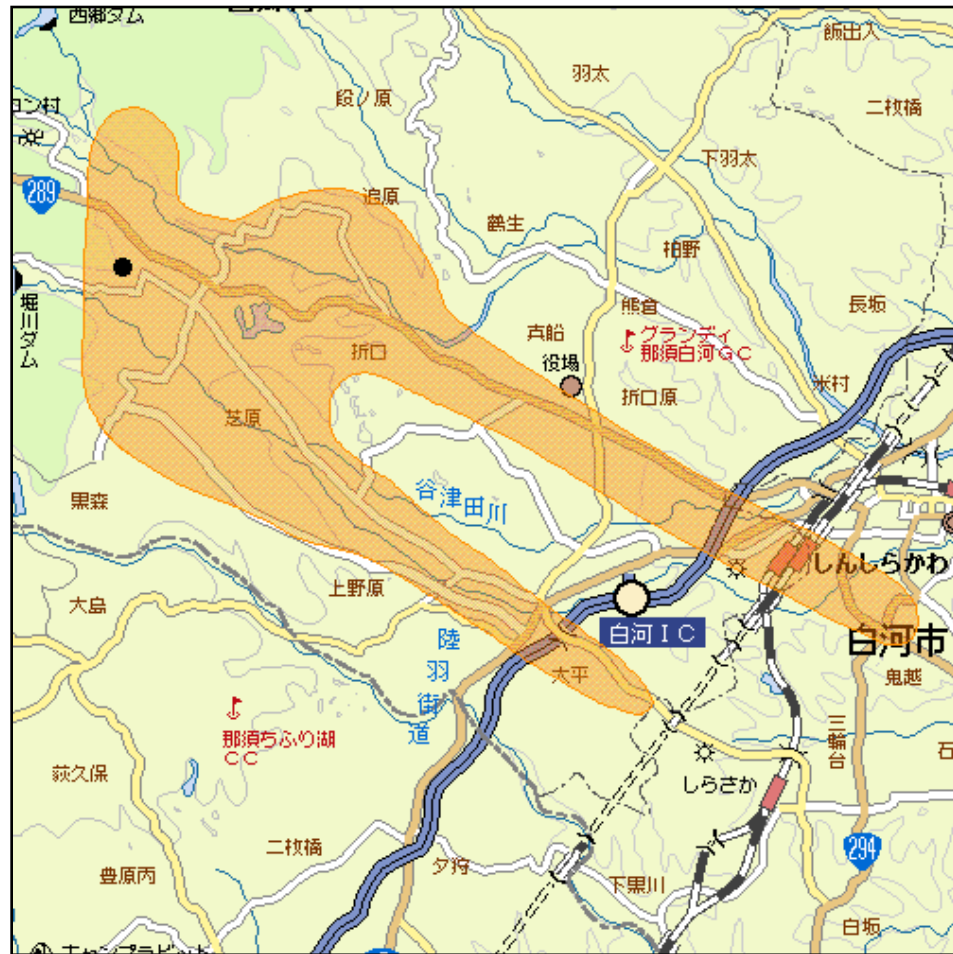 西郷ダム
飯出入
羽太
段ノ原
二枚橋
下羽太
289
追原
鶴生
柏野
堀川ダム
熊倉
長坂
真船
グランディ
那須白河GC
折口
役場
米村
折口原
芝原
黒森
谷津田川
しんしらかわ
上野原
大島
白河IC
白河市
陸羽街道
大平
鬼越
那須ちふり湖
CC
三輪台
石
荻久保
しらさか
二枚橋
夕狩
294
豊原丙
下黒川
白坂